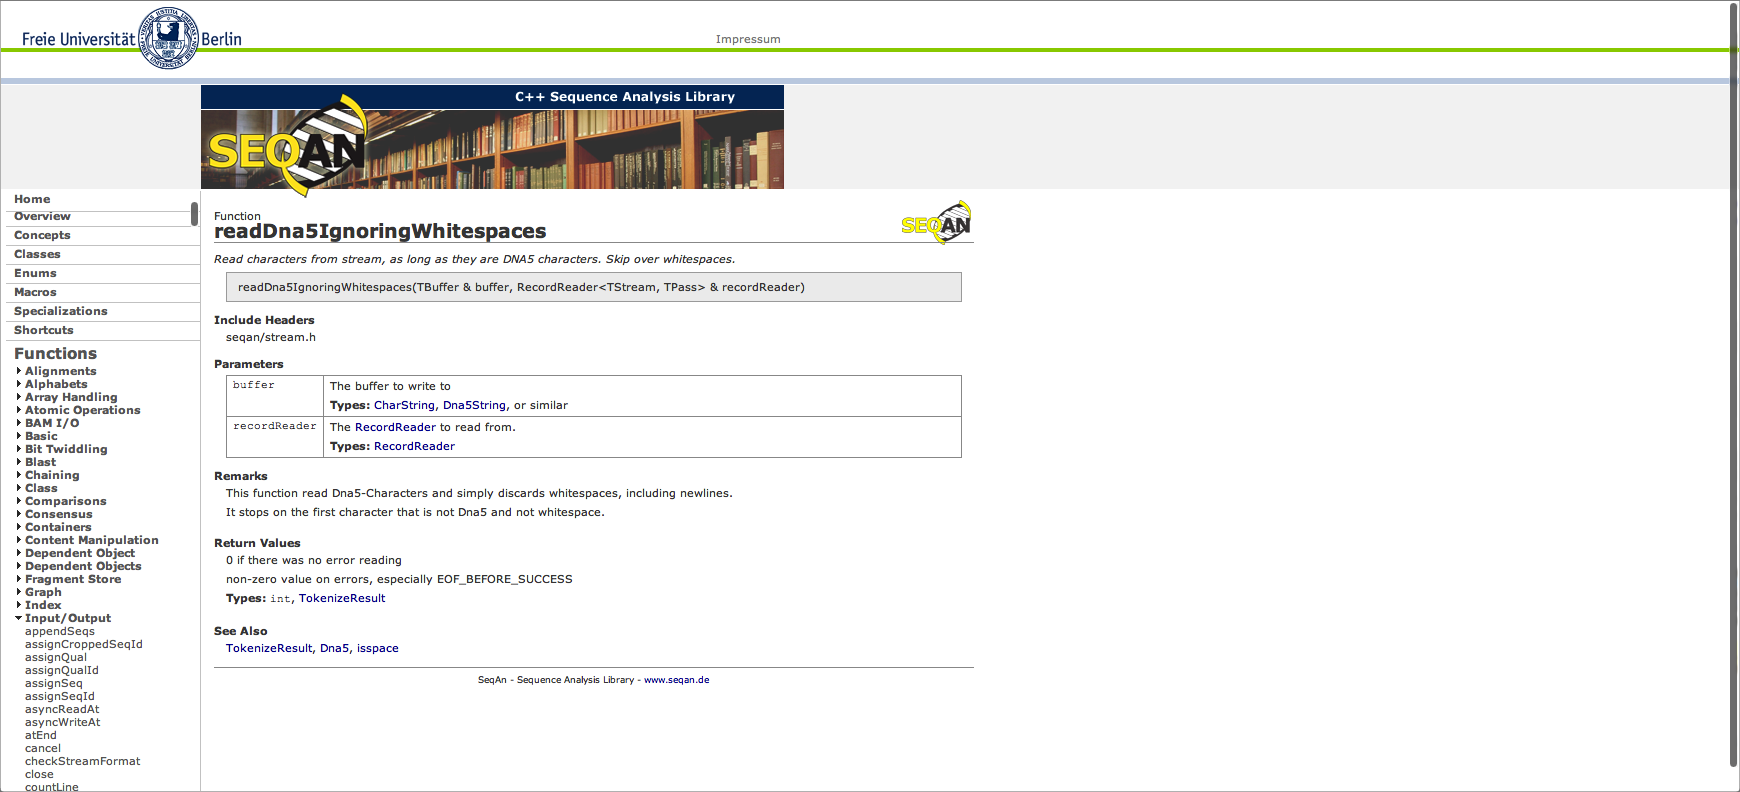 Freie Universität Berlin
Impressum
C++ Sequence Analysis Library
SEQAN
Home
Overview
Concepts
Classes
Enums
Macros
Specializations
Shortcuts
Functions
Alignments
Alphabets
Array Handling
Atomic Operations
BAM I/O
Basic
Bit Twiddling
Blast
Chaining
Class
Comparisons
Consensus
Containers
Content Manipulation
Dependent Object
Dependent Objects
Fragment Store
Graph
Index
Input/Output
appendSeqs
assignCroppedSeqId
assignQual
assignQualId
assignSeq
assignSeqId
asyncReadAt
asyncWriteAt
atEnd
cancel
checkStreamFormat
close
countLine
Function
readDna5IgnoringWhitespaces
SEQAN
Read characters from stream, as long as they are DNA5 characters. Skip over whitespaces.
readDna5IgnoringWhitespaces(TBuffer & buffer, RecordReader<TStream, TPass> & recordReader)
Include Headers
seqan/stream.h
Parameters
buffer
The buffer to write to
Types: CharString, Dna5String, or similar
recordReader
The RecordReader to read from.
Types: RecordReader
Remarks
This function read Dna5-Characters and simply discards whitespaces, including newlines.
It stops on the first character that is not Dna5 and not whitespace.
Return Values
0 if there was no error reading
non-zero value on errors, especially EOF_BEFORE_SUCCESS
Types: int, TokenizeResult
See Also
TokenizeResult, Dna5, isspace
SeqAn - Sequence Analysis Library - www.seqan.de